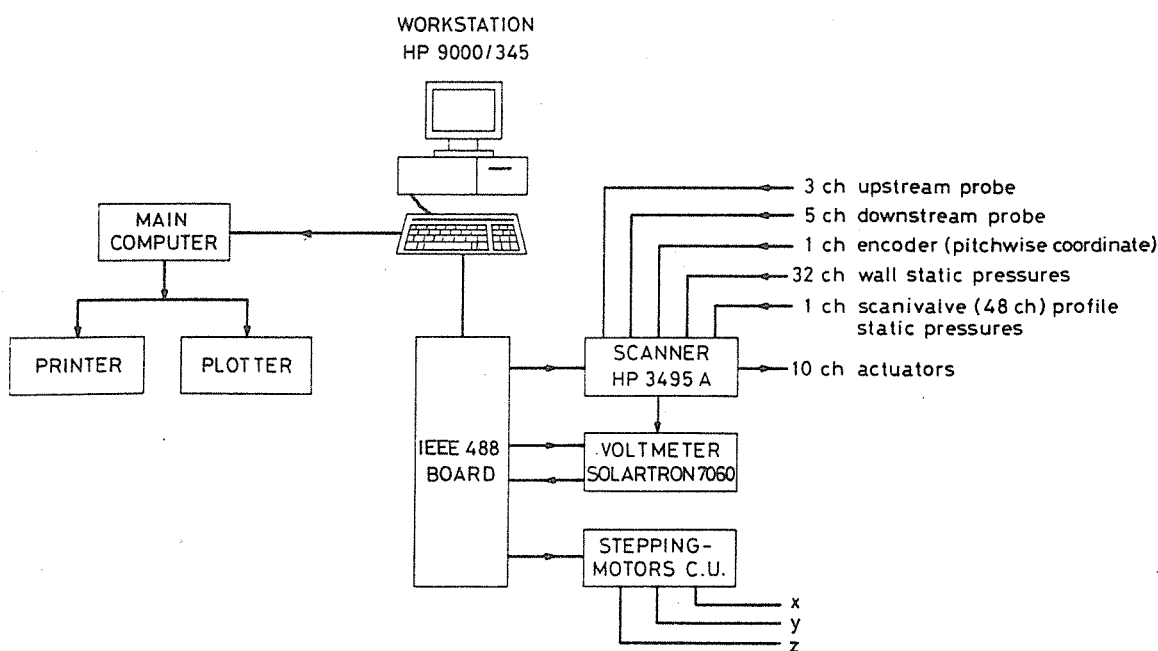 WORKSTATION
HP 9000/345
3 ch upstream probe
5 ch downstream probe
1 ch encoder (pitchwise coordinate)
32 ch wall static pressures
1 ch scanivalve (48 ch) profile
static pressures
10 ch actuators
MAIN
COMPUTER
PRINTER
PLOTTER
SCANNER
HP 3495 A
IEEE 488
BOARD
VOLTMETER
SOLARTRON 7060
STEPPING-
MOTORS C.U.
x
y
z